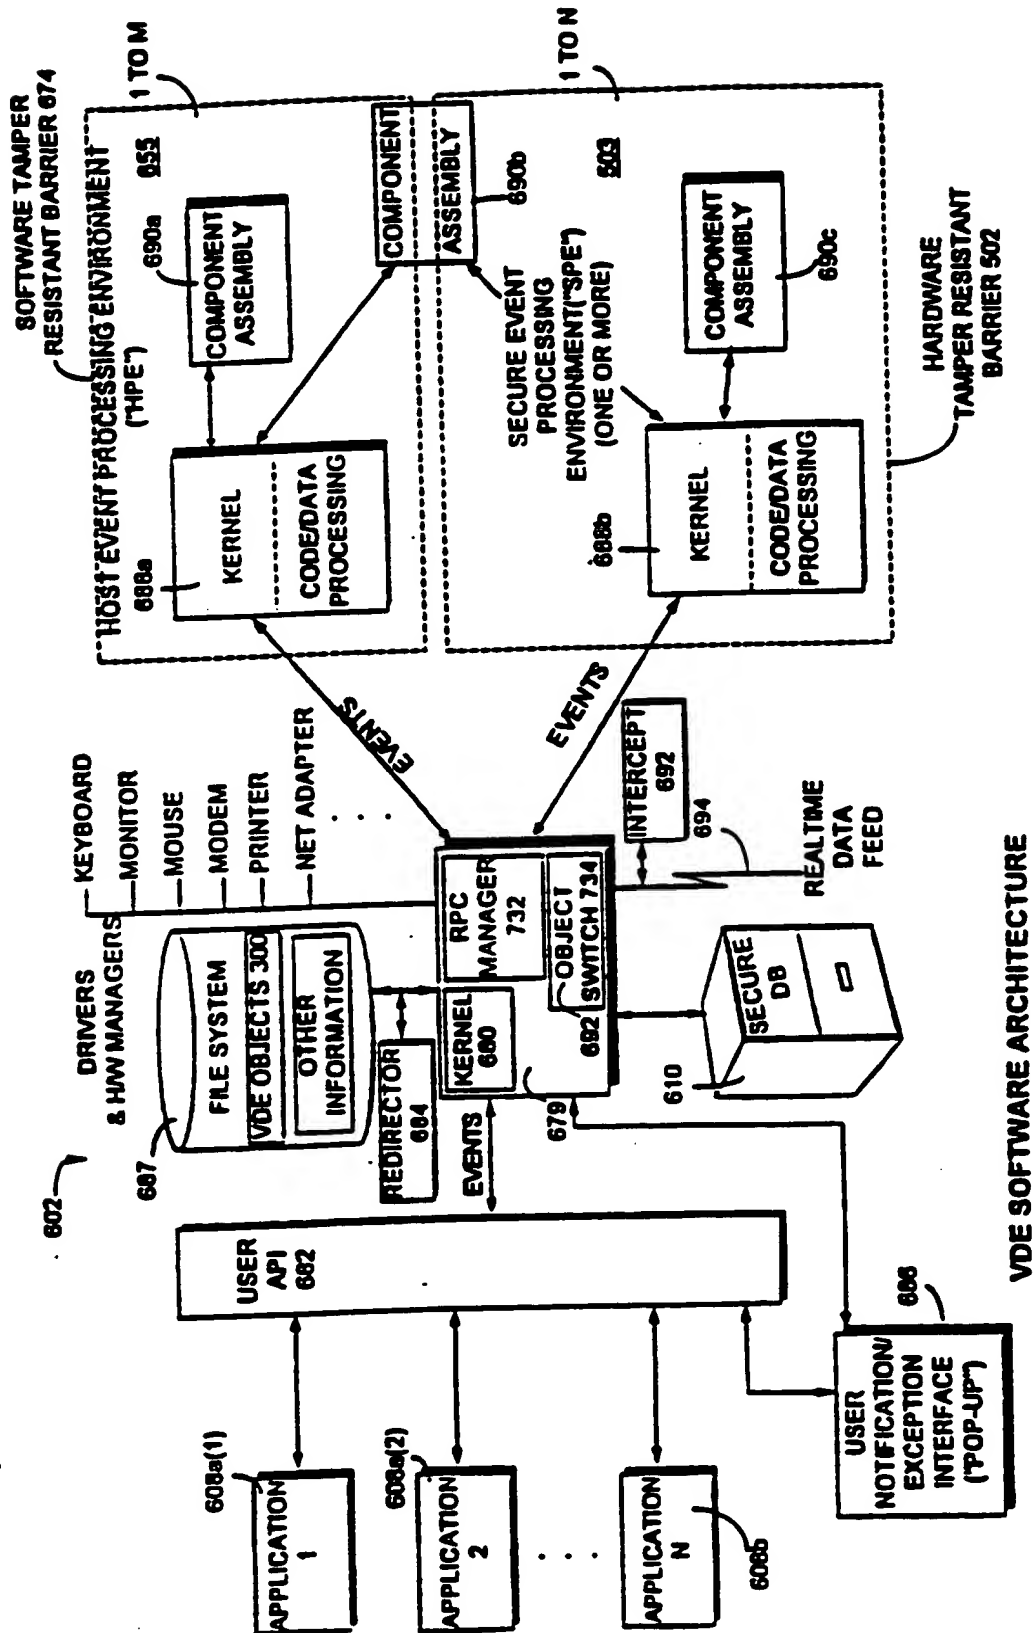 602
DRIVERS
& H/W MANAGERS
KEYBOARD
MONITOR
MOUSE
MODEM
PRINTER
NET ADAPTER
. . .
687
FILE SYSTEM
VDE OBJECTS 300
OTHER
INFORMATION
REDIRECTOR
684
KERNEL
680
RPC
MANAGER
732
OBJECT
SWITCH 734
692
679
EVENTS
EVENTS
EVENTS
INTERCEPT
692
694
REALTIME
DATA
FEED
SECURE
DB
610
USER
API
682
608a(1)
APPLICATION
1
608a(2)
APPLICATION
2
. . . .
APPLICATION
N
608b
USER
NOTIFICATION/
EXCEPTION
INTERFACE
("POP-UP")
686
SOFTWARE TAMPER
RESISTANT BARRIER 674
HOST EVENT PROCESSING ENVIRONMENT
("HPE")
655
1 TO M
688a
KERNEL
CODE/DATA
PROCESSING
690a
COMPONENT
ASSEMBLY
COMPONENT
ASSEMBLY
690b
SECURE EVENT
PROCESSING
ENVIRONMENT("SPE")
(ONE OR MORE)
503
1 TO N
688b
KERNEL
CODE/DATA
PROCESSING
COMPONENT
ASSEMBLY
690c
HARDWARE
TAMPER RESISTANT
BARRIER 502
VDE SOFTWARE ARCHITECTURE